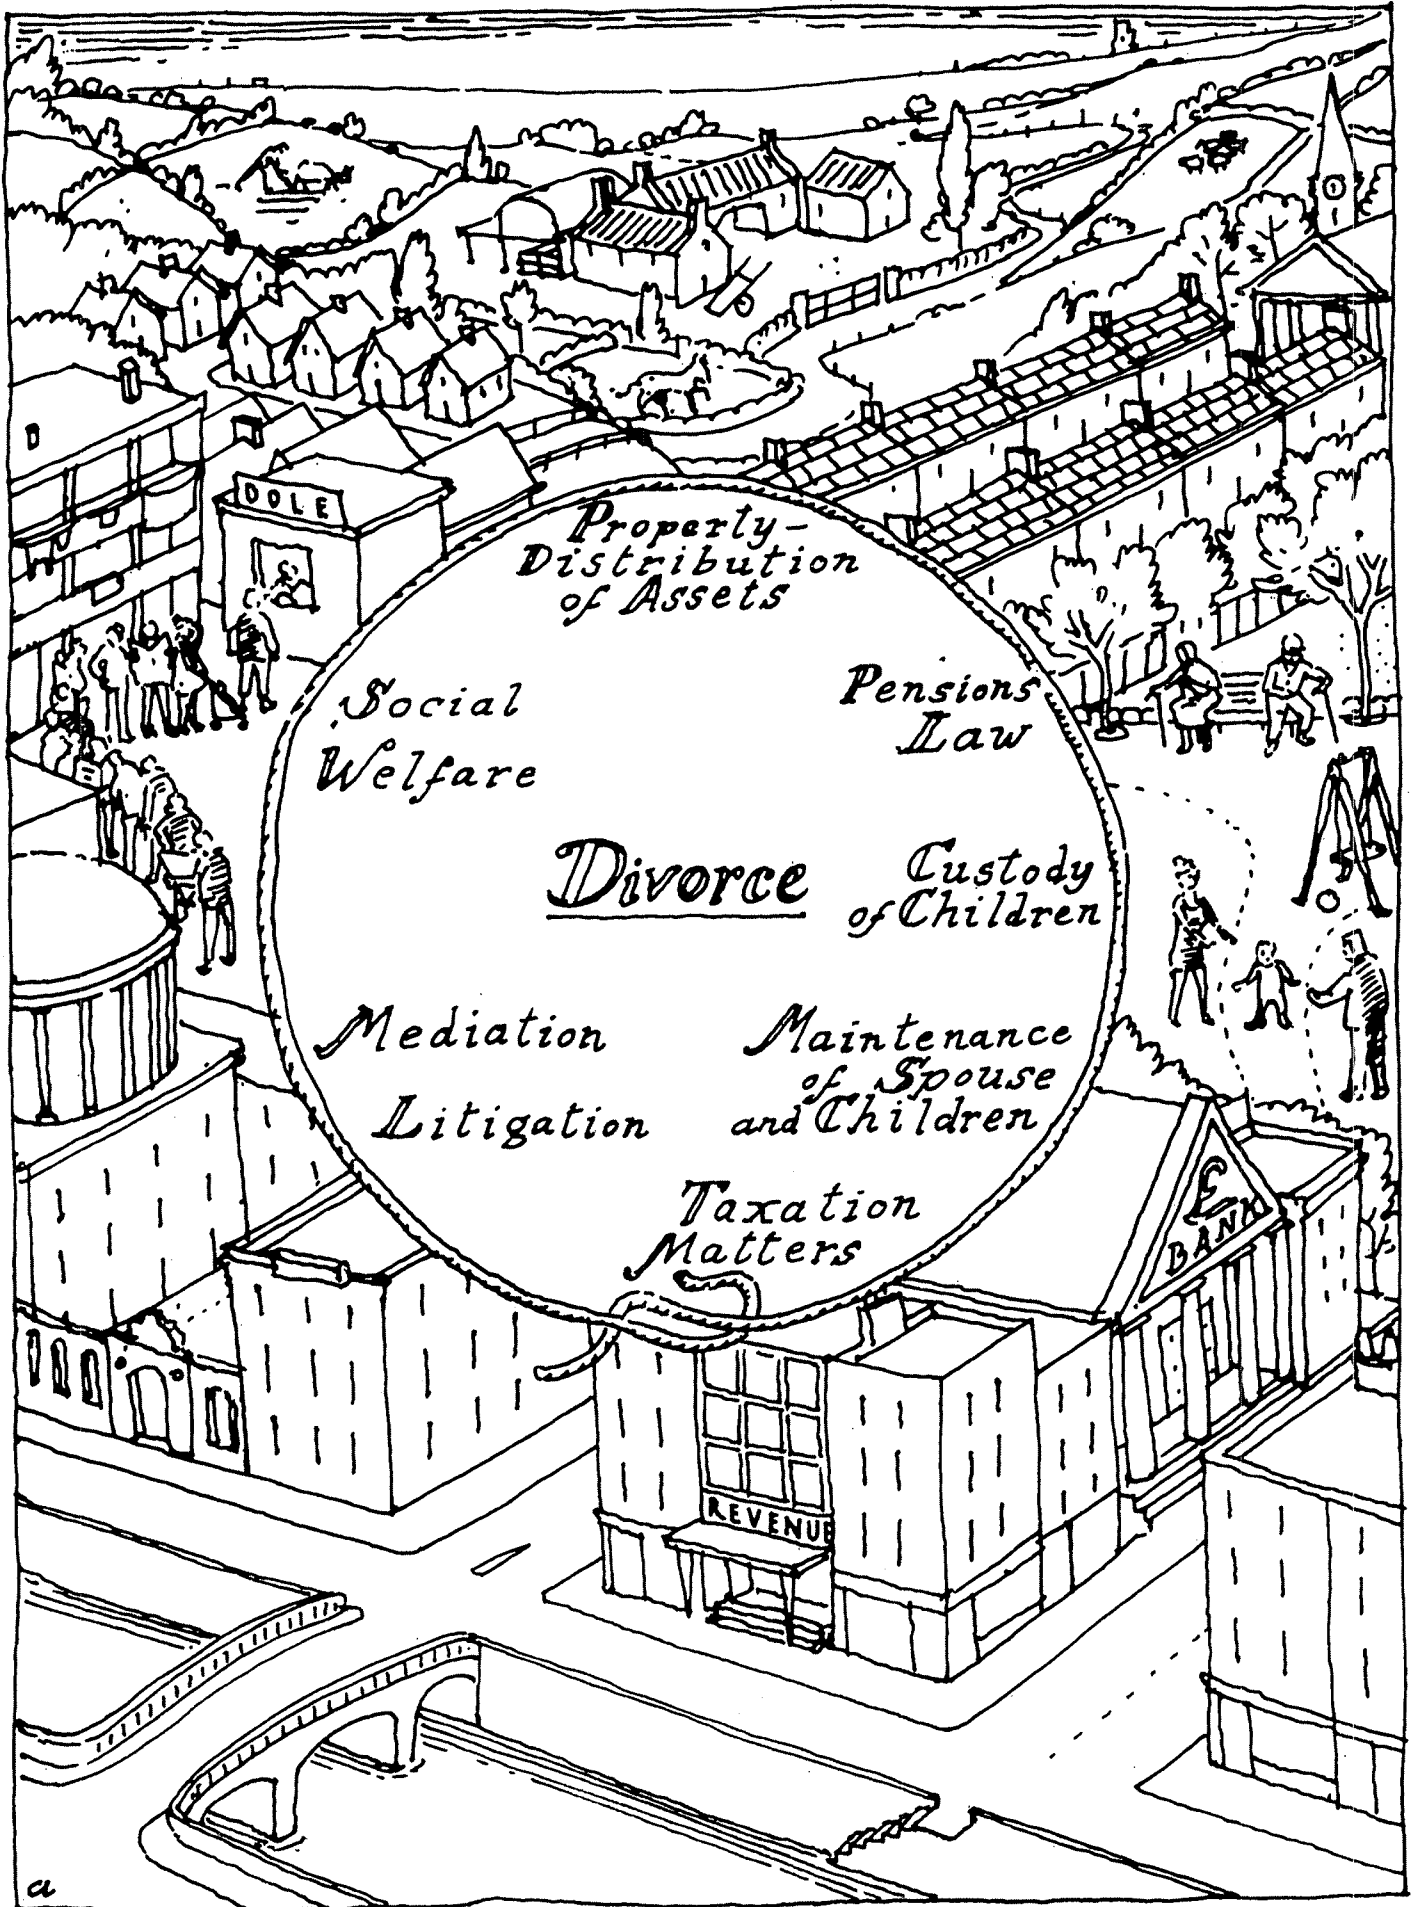 DOLE
Property-
Distribution
of Assets
Social
Welfare
Pensions
Law
Divorce
Custody
of Children
Mediation
Litigation
Maintenance
of Spouse
and Children
Taxation
Matters
£
BANK
REVENUE
a